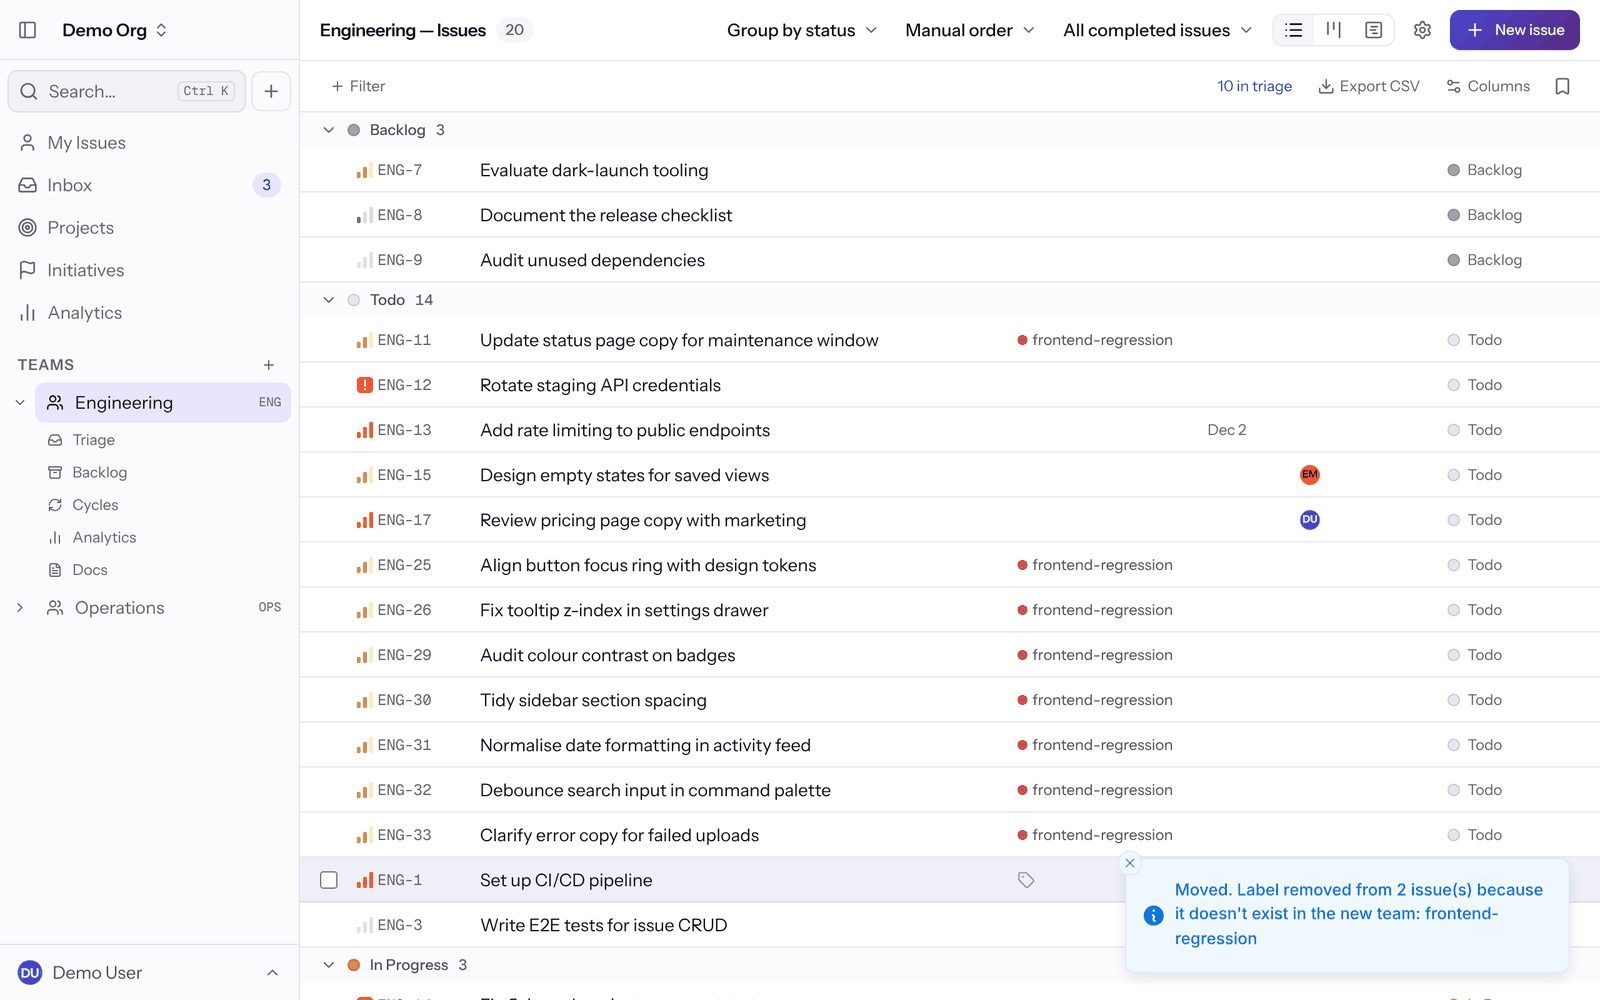 Demo Org
Engineering — Issues 20
Group by status
Manual order
All completed issues
New issue
Search... Ctrl K
Filter
10 in triage
Export CSV
Columns
My Issues
Inbox 3
Projects
Initiatives
Analytics
TEAMS
Engineering ENG
Triage
Backlog
Cycles
Analytics
Docs
Operations OPS
DU Demo User
Backlog 3
ENG-7 Evaluate dark-launch tooling Backlog
ENG-8 Document the release checklist Backlog
ENG-9 Audit unused dependencies Backlog
Todo 14
ENG-11 Update status page copy for maintenance window frontend-regression Todo
ENG-12 Rotate staging API credentials Todo
ENG-13 Add rate limiting to public endpoints Dec 2 Todo
ENG-15 Design empty states for saved views EM Todo
ENG-17 Review pricing page copy with marketing DU Todo
ENG-25 Align button focus ring with design tokens frontend-regression Todo
ENG-26 Fix tooltip z-index in settings drawer frontend-regression Todo
ENG-29 Audit colour contrast on badges frontend-regression Todo
ENG-30 Tidy sidebar section spacing frontend-regression Todo
ENG-31 Normalise date formatting in activity feed frontend-regression Todo
ENG-32 Debounce search input in command palette frontend-regression Todo
ENG-33 Clarify error copy for failed uploads frontend-regression Todo
ENG-1 Set up CI/CD pipeline
ENG-3 Write E2E tests for issue CRUD
In Progress 3
Moved. Label removed from 2 issue(s) because
it doesn't exist in the new team: frontend-
regression